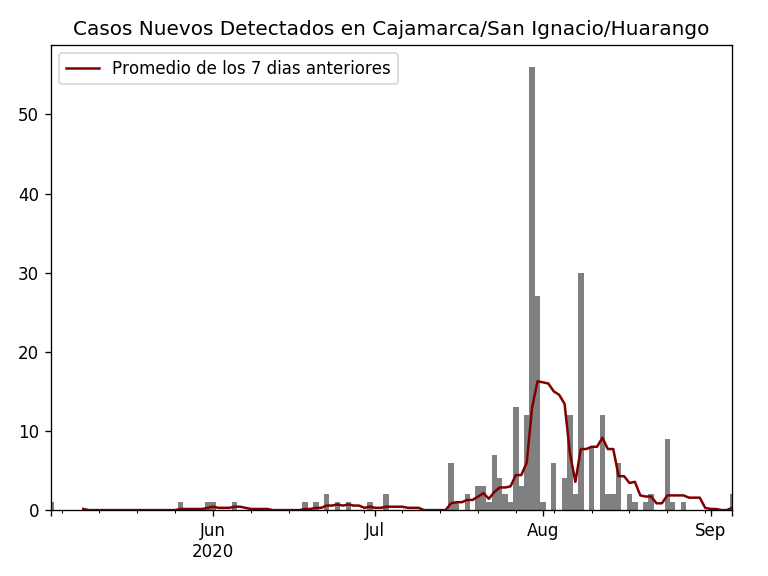 Casos Nuevos Detectados en Cajamarca/San Ignacio/Huarango
Promedio de los 7 dias anteriores
50
40
30
20
10
0
Jun Jul Aug Sep
2020